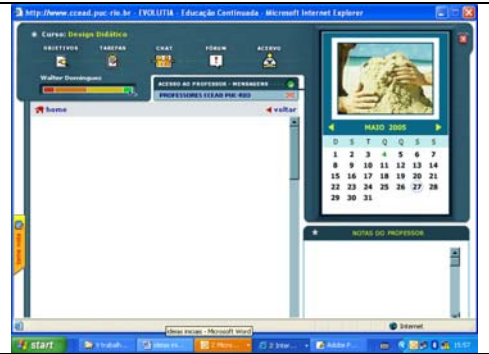 http://www.ccead.puc-rio.br - EVOLUTIA - Educação Continuada - Microsoft Internet Explorer
Curso: Design Didático
OBJETIVOS TAREFAS CHAT FÓRUM ACERVO
Walter Domingues
ACESSO AO PROFESSOR - MENSAGENS
PROFESSORES CCEAD PUC-RIO
home
voltar
MAIO 2005
D S T Q Q S S
1 2 3 4 5 6 7
8 9 10 11 12 13 14
15 16 17 18 19 20 21
22 23 24 25 26 27 28
29 30 31
NOTAS DO PROFESSOR
ideias iniciais - Microsoft Word
Internet
start
15:57